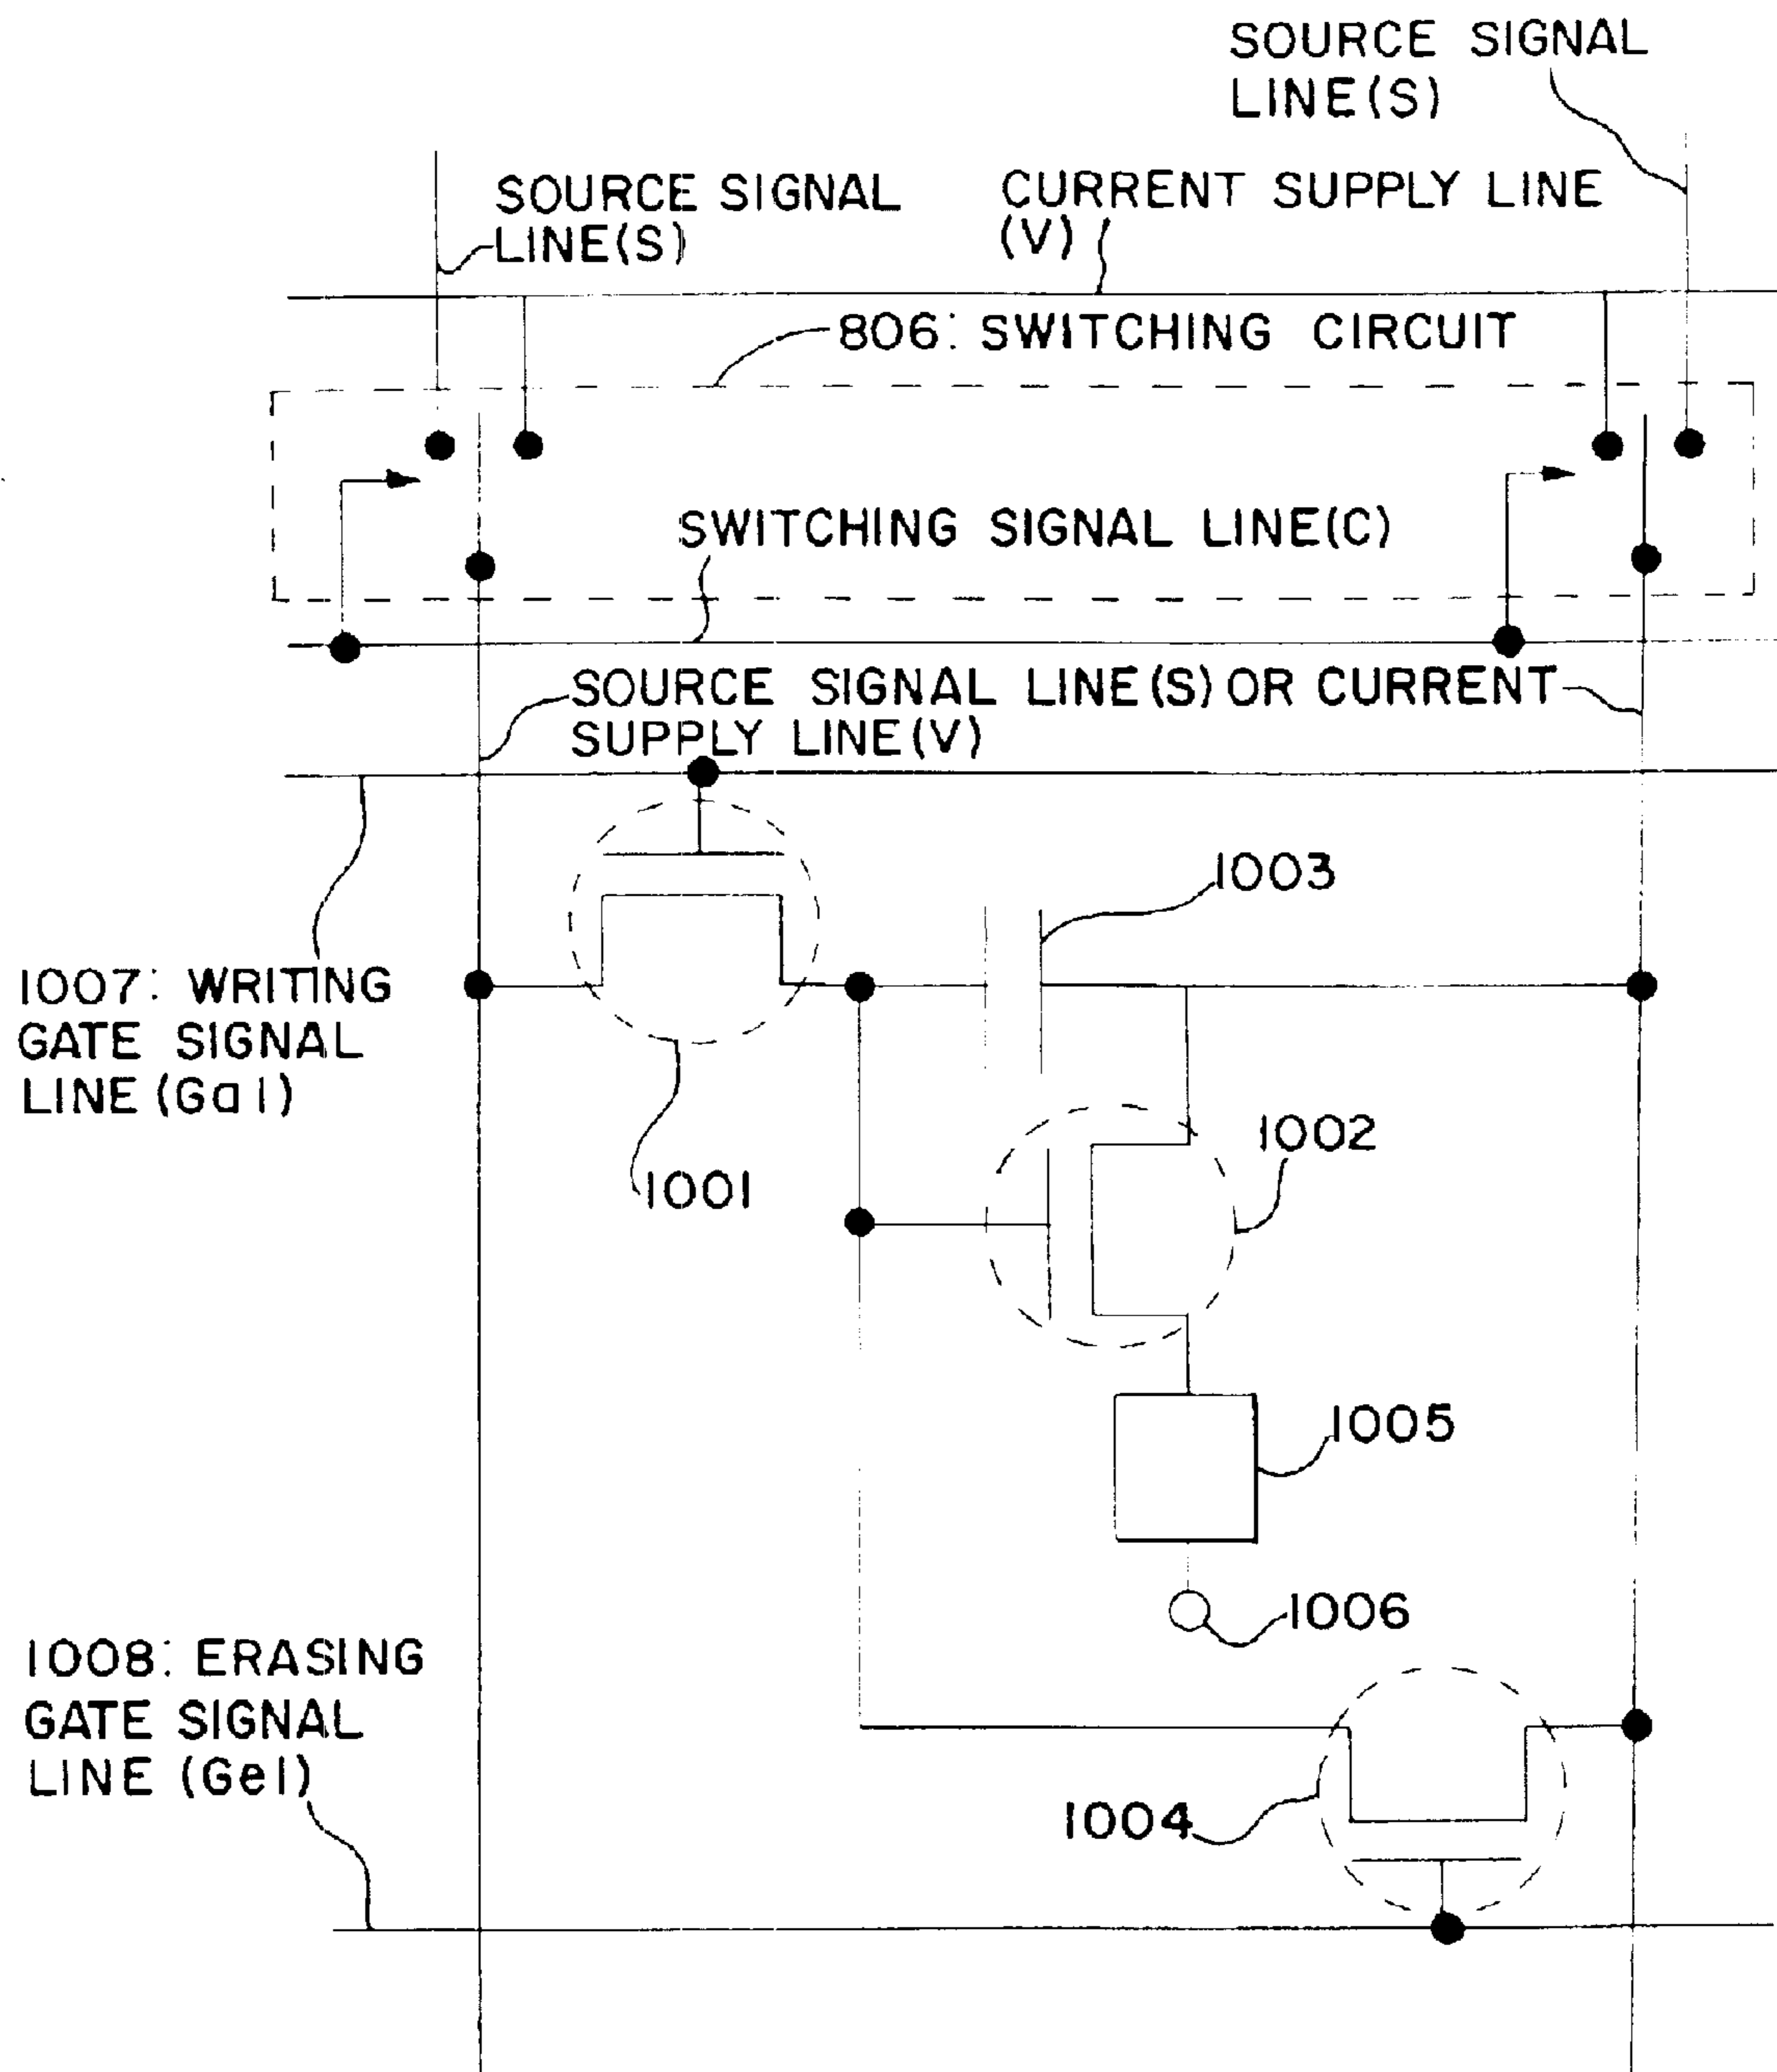 SOURCE SIGNAL
LINE(S)
SOURCE SIGNAL
LINE(S)
CURRENT SUPPLY LINE
(V)
806: SWITCHING CIRCUIT
SWITCHING SIGNAL LINE(C)
SOURCE SIGNAL LINE(S) OR CURRENT
SUPPLY LINE(V)
1003
1007: WRITING
GATE SIGNAL
LINE (Ga1)
1002
1001
1005
1006
1008: ERASING
GATE SIGNAL
LINE (Ge1)
1004